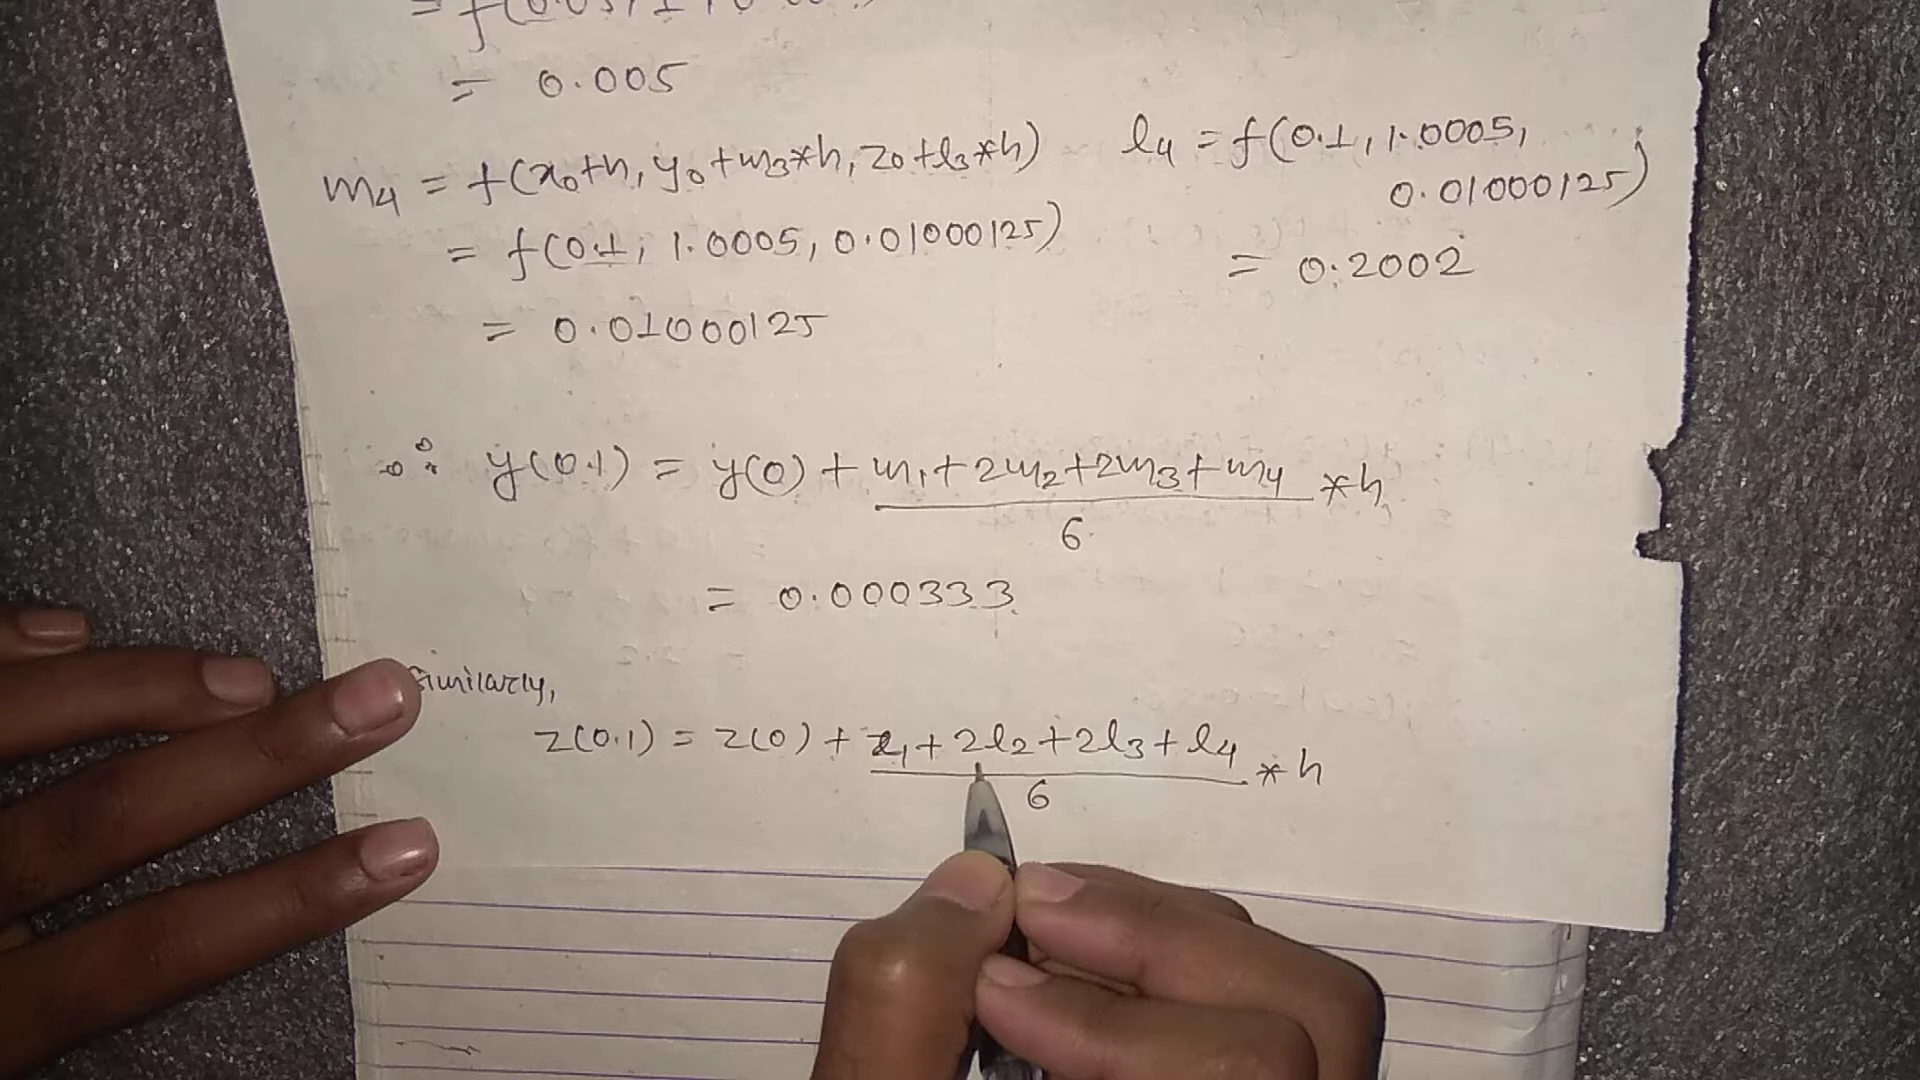 = 0.005
m4 = f(x0+h, y0+m3*h, z0+l3*h)
= f(0.1, 1.0005, 0.01000125)
= 0.01000125
l4 = f(0.1, 1.0005,
0.01000125)
= 0.2002
∴ y(0.1) = y(0) + m1+2m2+2m3+m4 *h
6
= 0.000333
Similarly,
z(0.1) = z(0) + l1+2l2+2l3+l4 *h
6